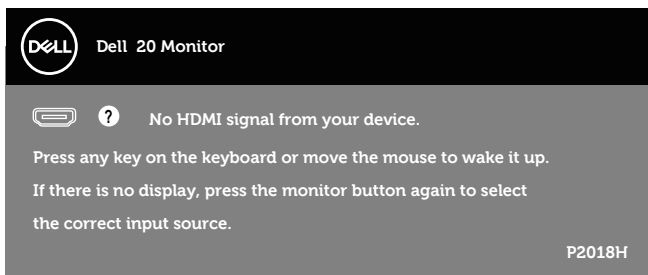 DELL Dell 20 Monitor
? No HDMI signal from your device.
Press any key on the keyboard or move the mouse to wake it up.
If there is no display, press the monitor button again to select
the correct input source.
P2018H